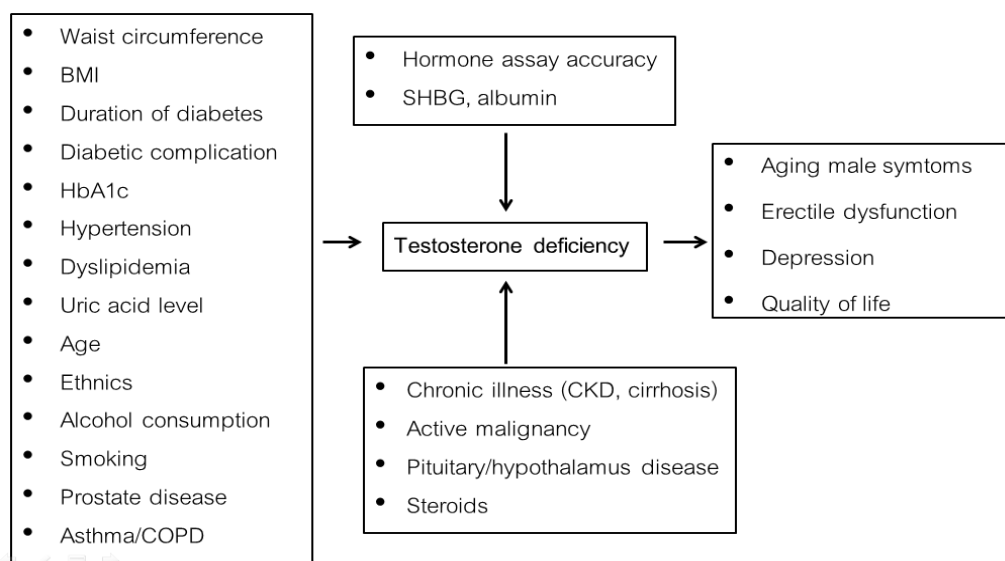 • Waist circumference
• BMI
• Duration of diabetes
• Diabetic complication
• HbA1c
• Hypertension
• Dyslipidemia
• Uric acid level
• Age
• Ethnics
• Alcohol consumption
• Smoking
• Prostate disease
• Asthma/COPD
• Hormone assay accuracy
• SHBG, albumin
Testosterone deficiency
• Chronic illness (CKD, cirrhosis)
• Active malignancy
• Pituitary/hypothalamus disease
• Steroids
• Aging male symtoms
• Erectile dysfunction
• Depression
• Quality of life